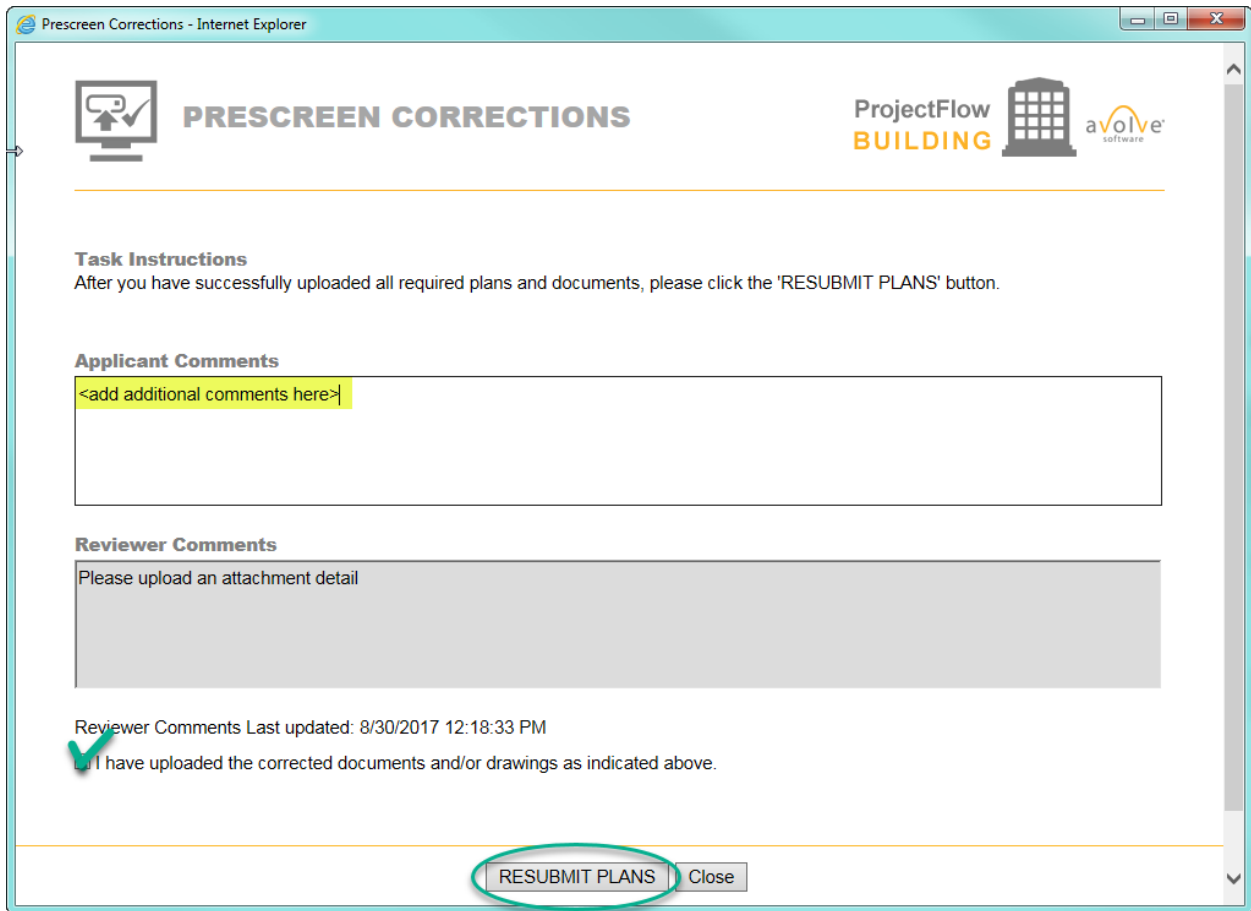 Prescreen Corrections - Internet Explorer
PRESCREEN CORRECTIONS
ProjectFlow
BUILDING
avolve
software
Task Instructions
After you have successfully uploaded all required plans and documents, please click the 'RESUBMIT PLANS' button.
Applicant Comments
<add additional comments here>
Reviewer Comments
Please upload an attachment detail
Reviewer Comments Last updated: 8/30/2017 12:18:33 PM
I have uploaded the corrected documents and/or drawings as indicated above.
RESUBMIT PLANS Close